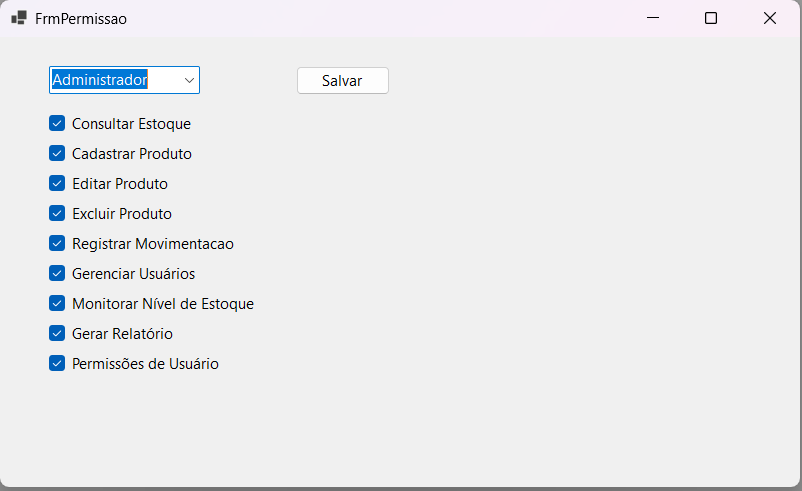 FrmPermissao
Administrador
Salvar
Consultar Estoque
Cadastrar Produto
Editar Produto
Excluir Produto
Registrar Movimentacao
Gerenciar Usuários
Monitorar Nível de Estoque
Gerar Relatório
Permissões de Usuário